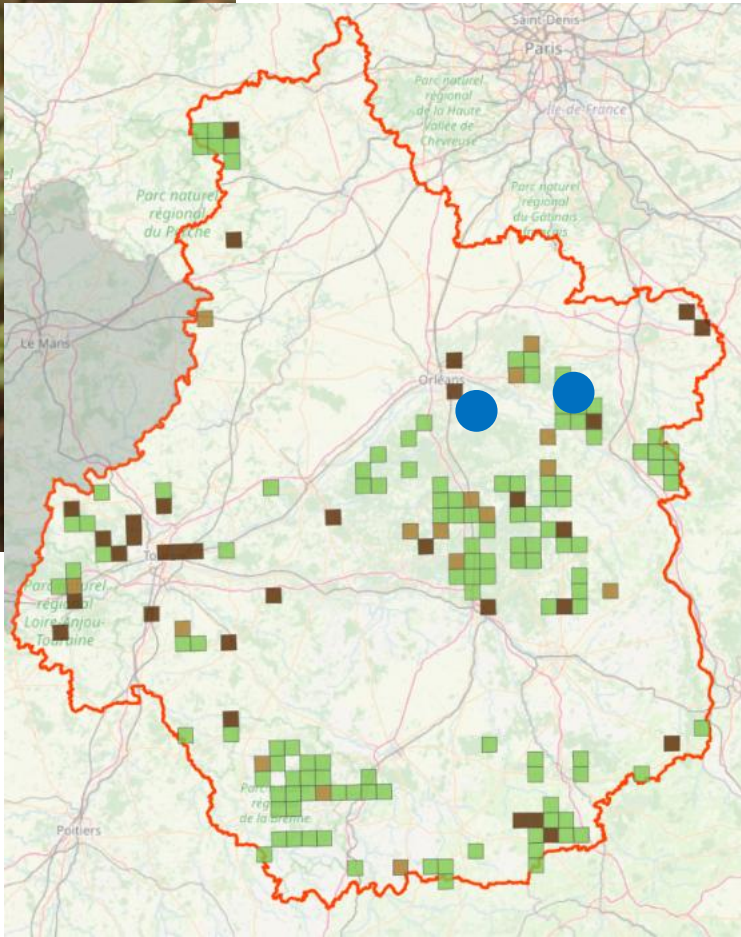 Saint-Denis
Paris
Île-de-France
Parc naturel
régional
de la Haute
Vallée de
Chevreuse
Parc naturel
régional
du Perche
Parc naturel
régional
du Gâtinais
français
Le Mans
Orléans
To
Parc
régional
Loire-Anjou-
Touraine
Parc
rég
de la Brenne
Poitiers